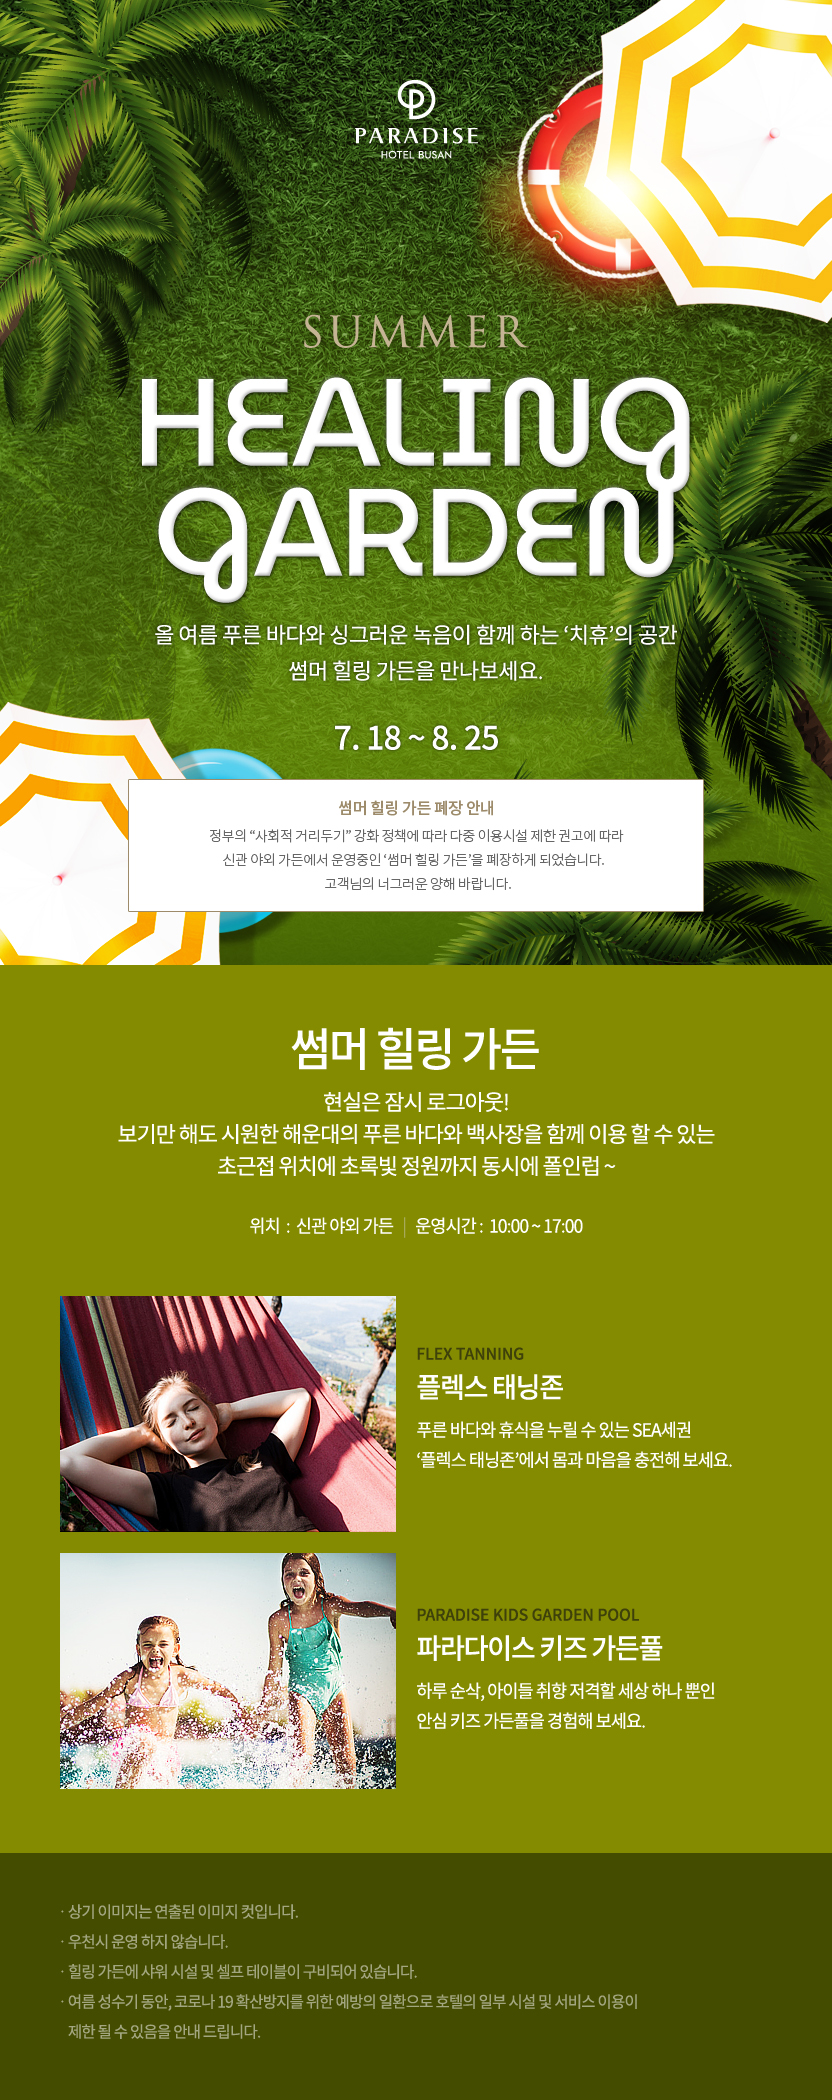 PARADISE
HOTEL BUSAN
SUMMER
HEALING
GARDEN
올 여름 푸른 바다와 싱그러운 녹음이 함께 하는 ‘치휴’의 공간
썸머 힐링 가든을 만나보세요.
7. 18 ~ 8. 25
썸머 힐링 가든 폐장 안내
정부의 “사회적 거리두기” 강화 정책에 따라 다중 이용시설 제한 권고에 따라
신관 야외 가든에서 운영중인 ‘썸머 힐링 가든’을 폐장하게 되었습니다.
고객님의 너그러운 양해 바랍니다.
썸머 힐링 가든
현실은 잠시 로그아웃!
보기만 해도 시원한 해운대의 푸른 바다와 백사장을 함께 이용 할 수 있는
초근접 위치에 초록빛 정원까지 동시에 폴인럽 ~
위치 : 신관 야외 가든 | 운영시간 : 10:00 ~ 17:00
FLEX TANNING
플렉스 태닝존
푸른 바다와 휴식을 누릴 수 있는 SEA세권
‘플렉스 태닝존’에서 몸과 마음을 충전해 보세요.
PARADISE KIDS GARDEN POOL
파라다이스 키즈 가든풀
하루 순삭, 아이들 취향 저격할 세상 하나 뿐인
안심 키즈 가든풀을 경험해 보세요.
· 상기 이미지는 연출된 이미지 컷입니다.
· 우천시 운영 하지 않습니다.
· 힐링 가든에 샤워 시설 및 셀프 테이블이 구비되어 있습니다.
· 여름 성수기 동안, 코로나 19 확산방지를 위한 예방의 일환으로 호텔의 일부 시설 및 서비스 이용이
제한 될 수 있음을 안내 드립니다.